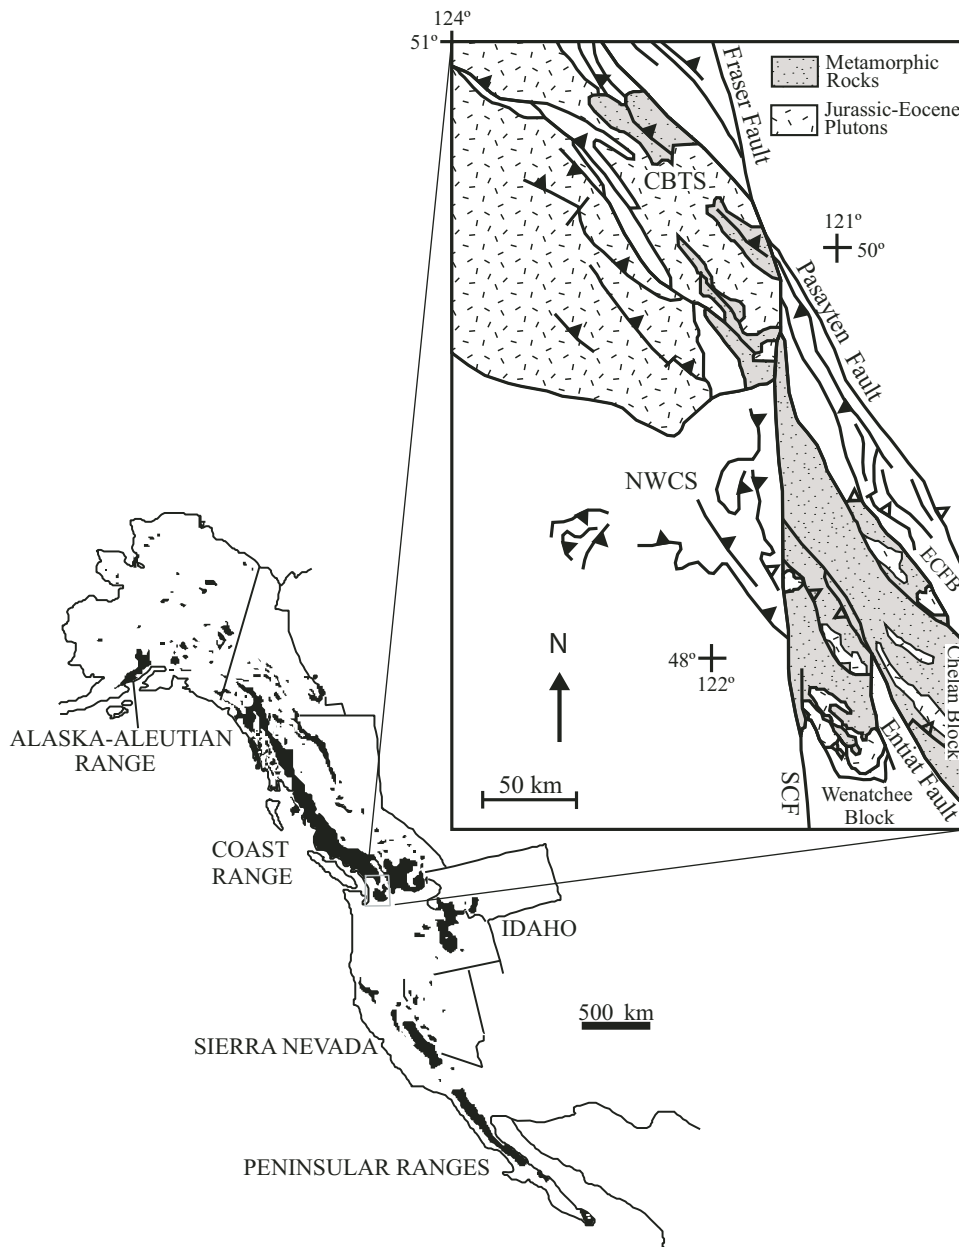 124º
51º
Fraser Fault
Metamorphic
Rocks
Jurassic-Eocene
Plutons
CBTS
121º
50º
Pasayten Fault
NWCS
ECFB
N
48º
122º
Chelan Block
Entiat Fault
50 km
SCF
Wenatchee
Block
ALASKA-ALEUTIAN
RANGE
COAST
RANGE
IDAHO
500 km
SIERRA NEVADA
PENINSULAR RANGES